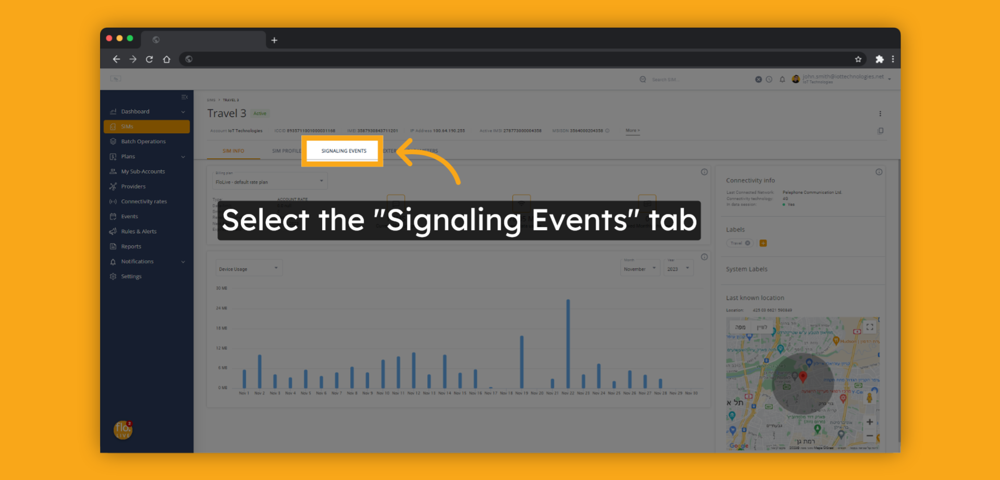 Search SIM...
john.smith@iottechnologies.net
IoT Technologies
Dashboard
SIMs
Batch Operations
Plans
My Sub-Accounts
Providers
Connectivity rates
Events
Rules & Alerts
Reports
Notifications
Settings
flo.
LIVE
2
SIMS > TRAVEL 3
Travel 3 Active
Account IoT Technologies ICCID 8935711001000031168 IMEI 3587930843711201 IP Address 100.64.190.255 Active IMSI 278773000004358 MSISDN 3564000204358 More >
SIM INFO SIM PROFILE SIGNALING EVENTS
Billing plan
FloLive - default rate plan
ACCOUNT RATE
Select the "Signaling Events" tab
Device Usage
Month
November
Year
2023
30 MB
24 MB
18 MB
12 MB
6 MB
0 MB
Nov 1 Nov 2 Nov 3 Nov 4 Nov 5 Nov 6 Nov 7 Nov 8 Nov 9 Nov 10 Nov 11 Nov 12 Nov 13 Nov 14 Nov 15 Nov 16 Nov 17 Nov 18 Nov 19 Nov 20 Nov 21 Nov 22 Nov 23 Nov 24 Nov 25 Nov 26 Nov 27 Nov 28 Nov 29 Nov 30
Connectivity info
Last Connected Network: Pelephone Communication Ltd.
Connectivity technology: 4G
In data session: Yes
Labels
Travel
System Labels
Last known location
Location: 425 03 6621 590849
מפה
לוויין
Hudson
בני ברק
תל א
גבעתיים
רמת גן
Google